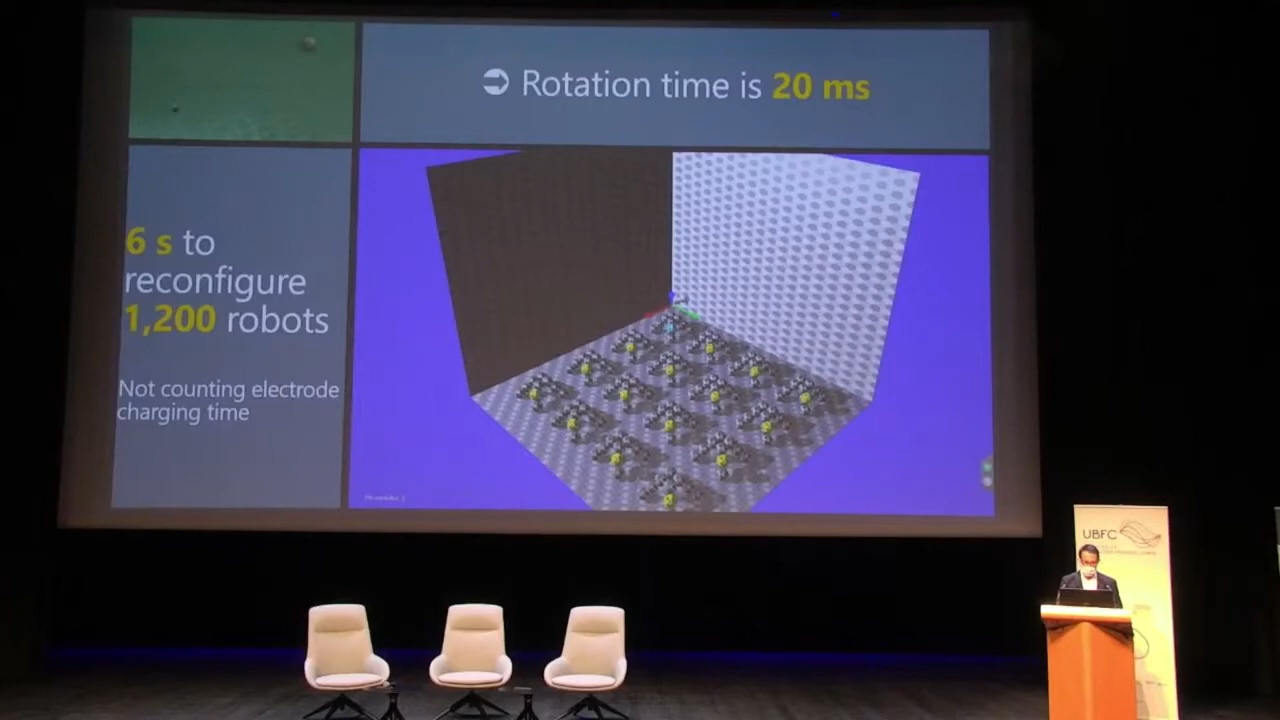 ➲ Rotation time is 20 ms
6 s to
reconfigure
1,200 robots
Not counting electrode
charging time
UBFC